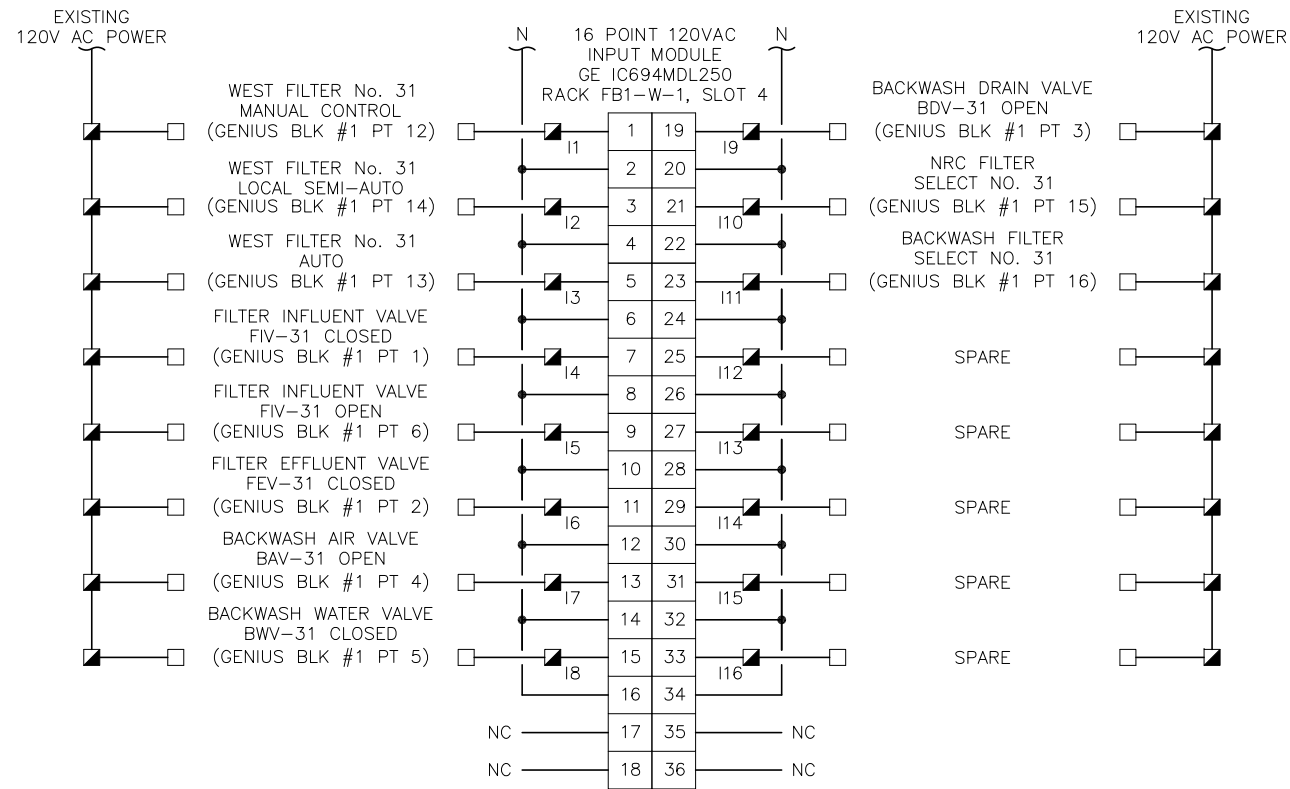 EXISTING
120V AC POWER
N
16 POINT 120VAC
INPUT MODULE
GE IC694MDL250
RACK FB1-W-1, SLOT 4
N
EXISTING
120V AC POWER
WEST FILTER No. 31
MANUAL CONTROL
(GENIUS BLK #1 PT 12)
I1
1 19
I9
BACKWASH DRAIN VALVE
BDV-31 OPEN
(GENIUS BLK #1 PT 3)
2 20
WEST FILTER No. 31
LOCAL SEMI-AUTO
(GENIUS BLK #1 PT 14)
I2
3 21
I10
NRC FILTER
SELECT NO. 31
(GENIUS BLK #1 PT 15)
4 22
WEST FILTER No. 31
AUTO
(GENIUS BLK #1 PT 13)
I3
5 23
I11
BACKWASH FILTER
SELECT NO. 31
(GENIUS BLK #1 PT 16)
6 24
FILTER INFLUENT VALVE
FIV-31 CLOSED
(GENIUS BLK #1 PT 1)
I4
7 25
I12
SPARE
8 26
FILTER INFLUENT VALVE
FIV-31 OPEN
(GENIUS BLK #1 PT 6)
I5
9 27
I13
SPARE
10 28
FILTER EFFLUENT VALVE
FEV-31 CLOSED
(GENIUS BLK #1 PT 2)
I6
11 29
I14
SPARE
12 30
BACKWASH AIR VALVE
BAV-31 OPEN
(GENIUS BLK #1 PT 4)
I7
13 31
I15
SPARE
14 32
BACKWASH WATER VALVE
BWV-31 CLOSED
(GENIUS BLK #1 PT 5)
I8
15 33
I16
SPARE
16 34
NC 17 35 NC
NC 18 36 NC